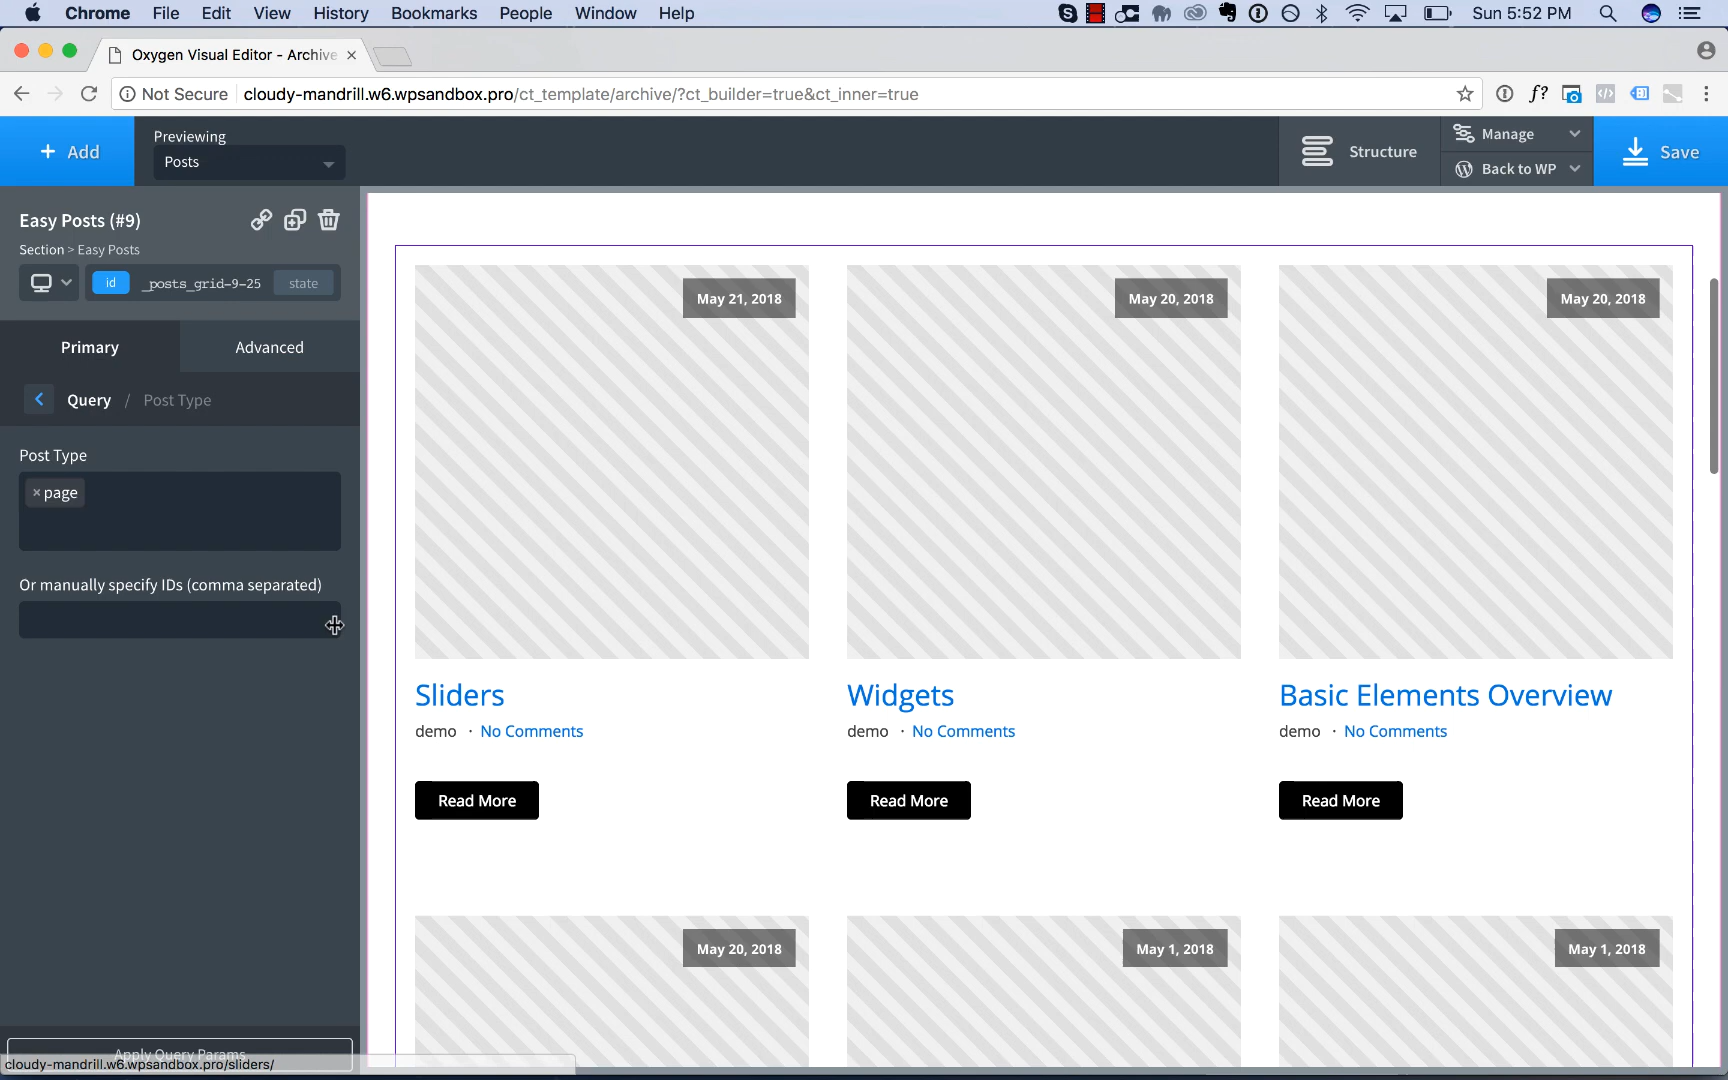 Chrome File Edit View History Bookmarks People Window Help Sun 5:52 PM
Oxygen Visual Editor - Archive
Not Secure cloudy-mandrill.w6.wpsandbox.pro/ct_template/archive/?ct_builder=true&ct_inner=true
+ Add
Previewing
Posts
Structure
Manage
Back to WP
Save
Easy Posts (#9)
Section > Easy Posts
id _posts_grid-9-25 state
Primary Advanced
Query / Post Type
Post Type
× page
Or manually specify IDs (comma separated)
Apply Query Params
cloudy-mandrill.w6.wpsandbox.pro/sliders/
May 21, 2018 May 20, 2018 May 20, 2018
Sliders Widgets Basic Elements Overview
demo · No Comments demo · No Comments demo · No Comments
Read More Read More Read More
May 20, 2018 May 1, 2018 May 1, 2018